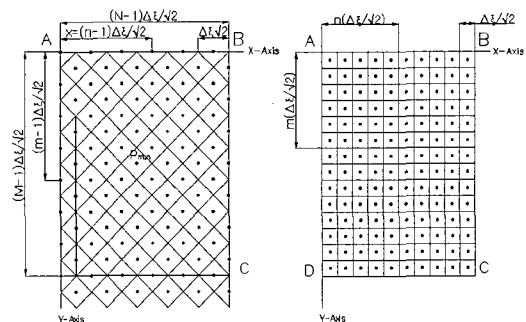 (N-1)Δξ/√2
x=(n-1)Δξ/√2
Δξ√2
A
B
X-Axis
(M-1)Δξ/√2
(m-1)Δξ/√2
Pmn
C
Y-Axis
n(Δξ/√2)
Δξ/√2
A
B
X-Axis
m(Δξ/√2)
D
C
Y-Axis